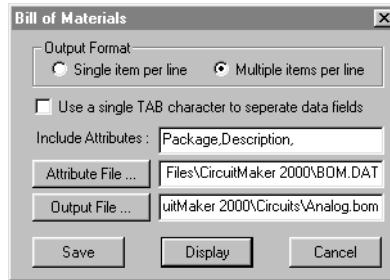 Bill of Materials
Output Format
Single item per line Multiple items per line
Use a single TAB character to seperate data fields
Include Attributes : Package,Description,
Attribute File ... Files\CircuitMaker 2000\BOM.DAT
Output File ... uitMaker 2000\Circuits\Analog.bom
Save Display Cancel